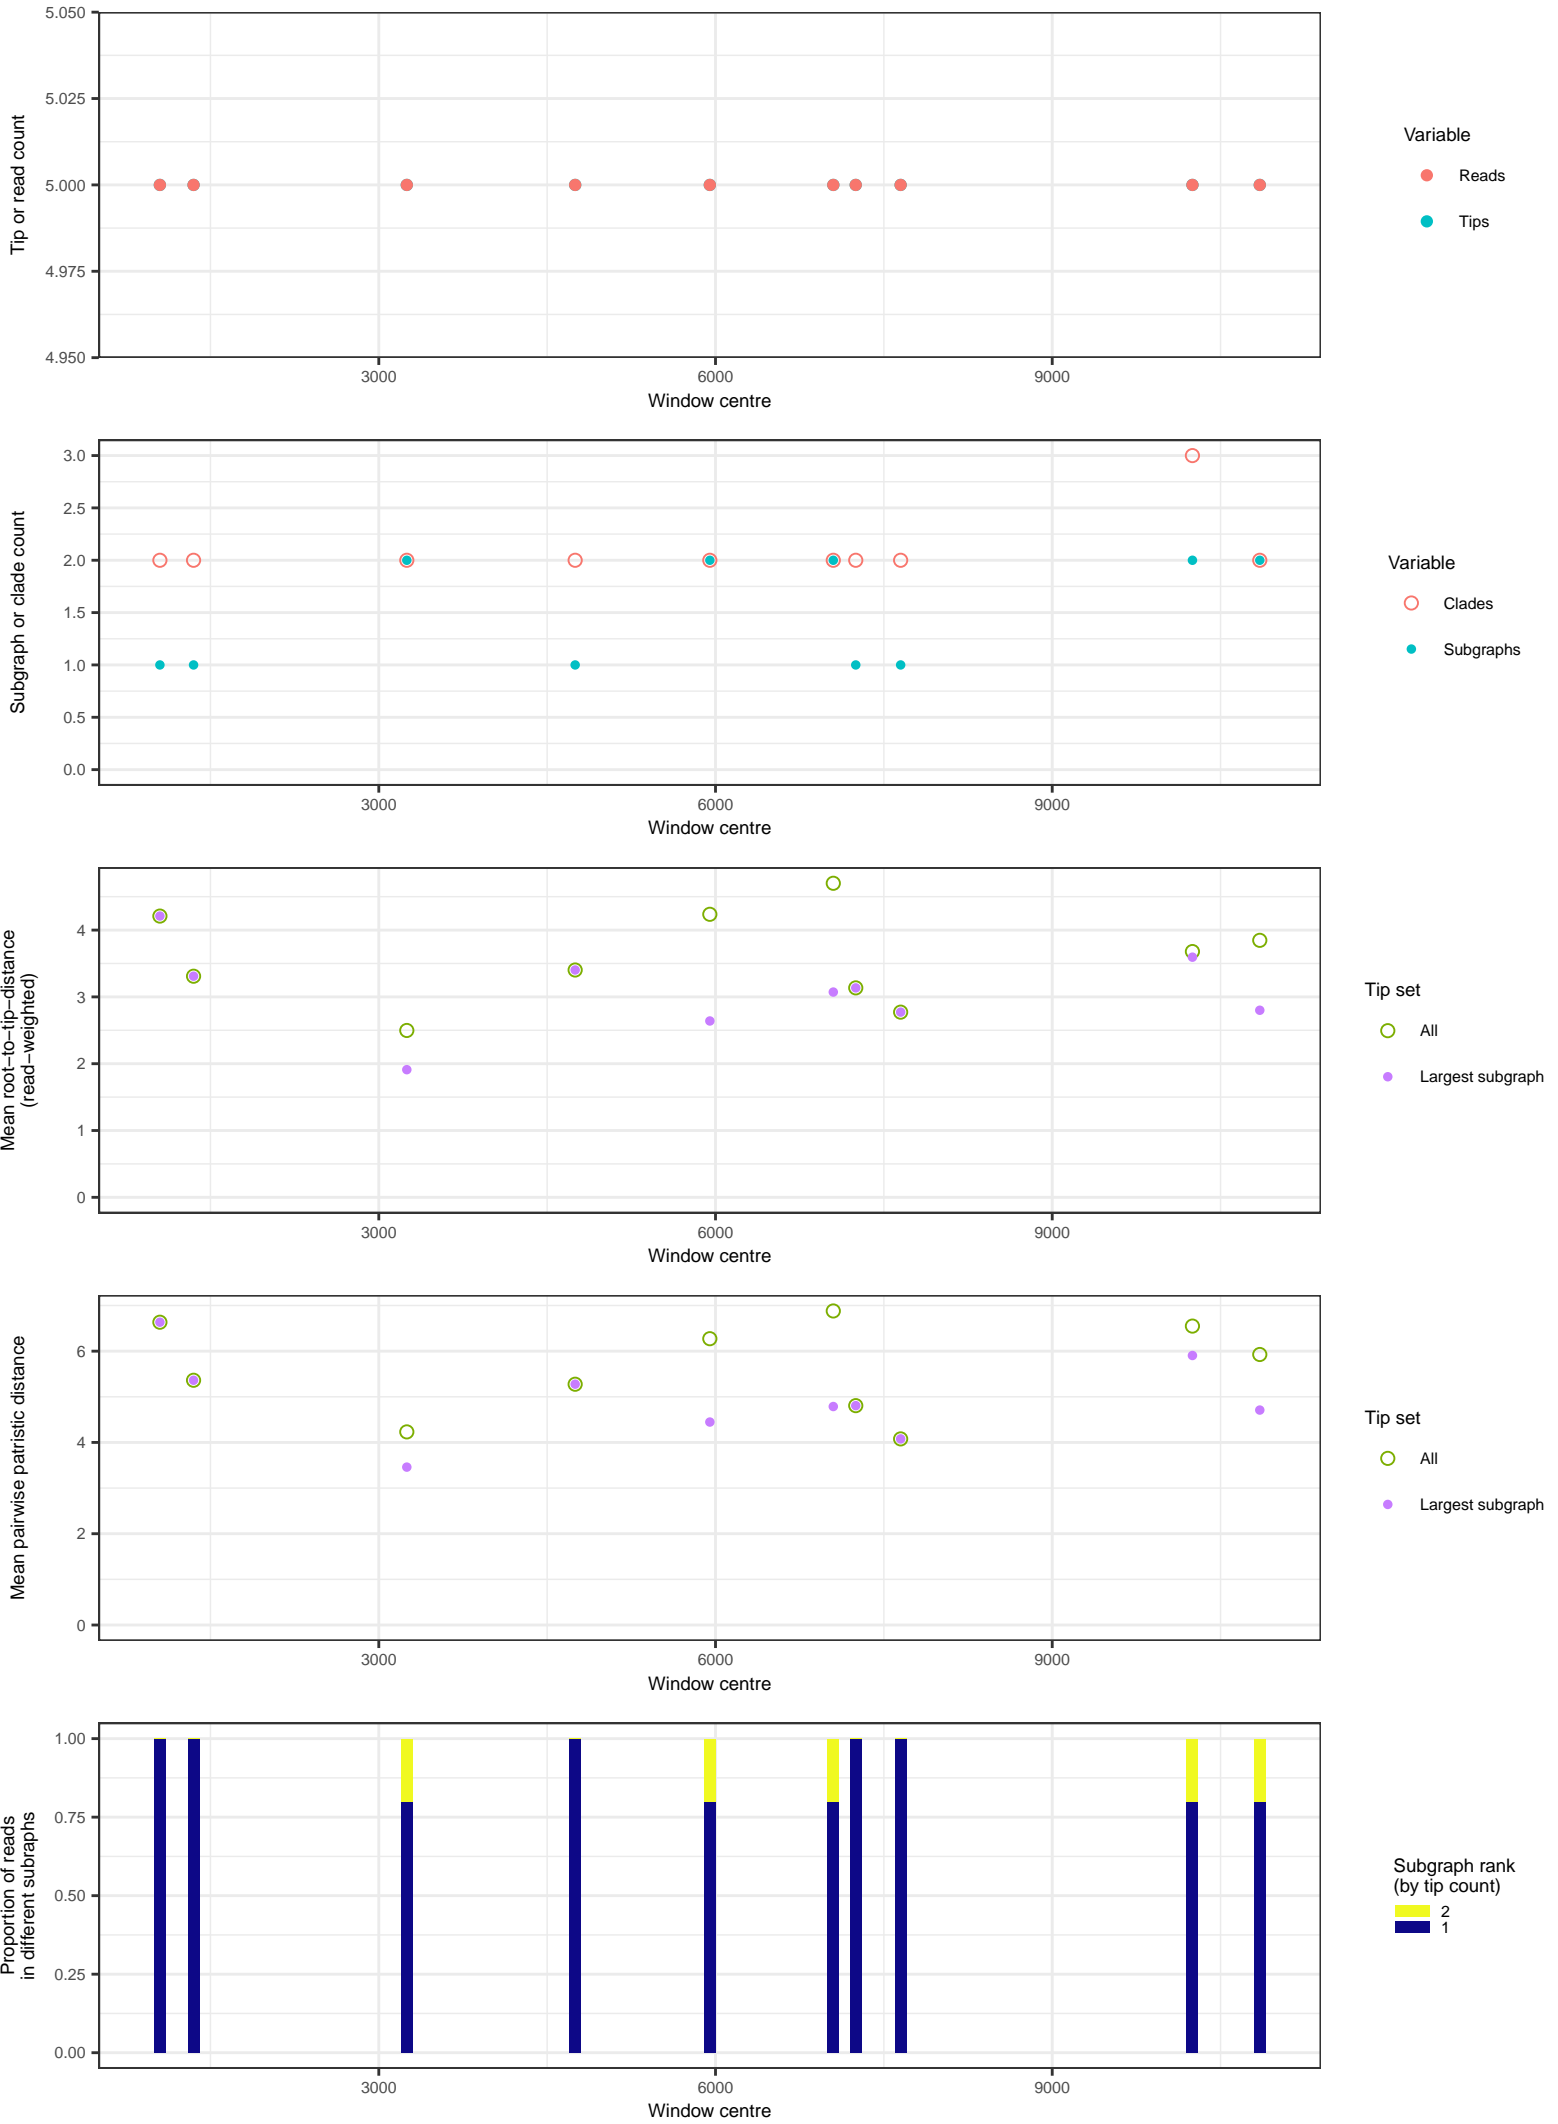 5.050
5.025
5.000
4.975
4.950
Tip or read count
3000 6000 9000
Window centre
Variable
Reads
Tips
3.0
2.5
2.0
1.5
1.0
0.5
0.0
Subgraph or clade count
3000 6000 9000
Window centre
Variable
Clades
Subgraphs
4
3
2
1
0
Mean root−to−tip−distance
(read−weighted)
3000 6000 9000
Window centre
Tip set
All
Largest subgraph
6
4
2
0
Mean pairwise patristic distance
3000 6000 9000
Window centre
Tip set
All
Largest subgraph
1.00
0.75
0.50
0.25
0.00
Proportion of reads
in different subraphs
3000 6000 9000
Window centre
Subgraph rank
(by tip count)
2
1